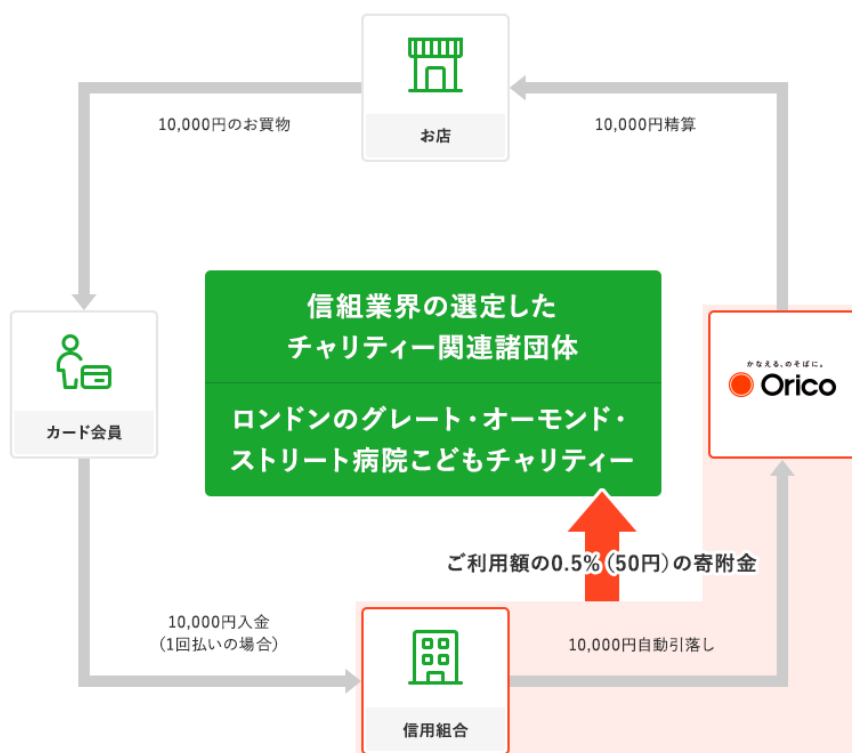 お店
10,000円のお買物
10,000円精算
信組業界の選定した
チャリティー関連諸団体
ロンドンのグレート・オーモンド・
ストリート病院こどもチャリティー
かなえる、のそばに。
Orico
カード会員
ご利用額の0.5%(50円)の寄附金
10,000円入金
(1回払いの場合)
10,000円自動引落し
信用組合